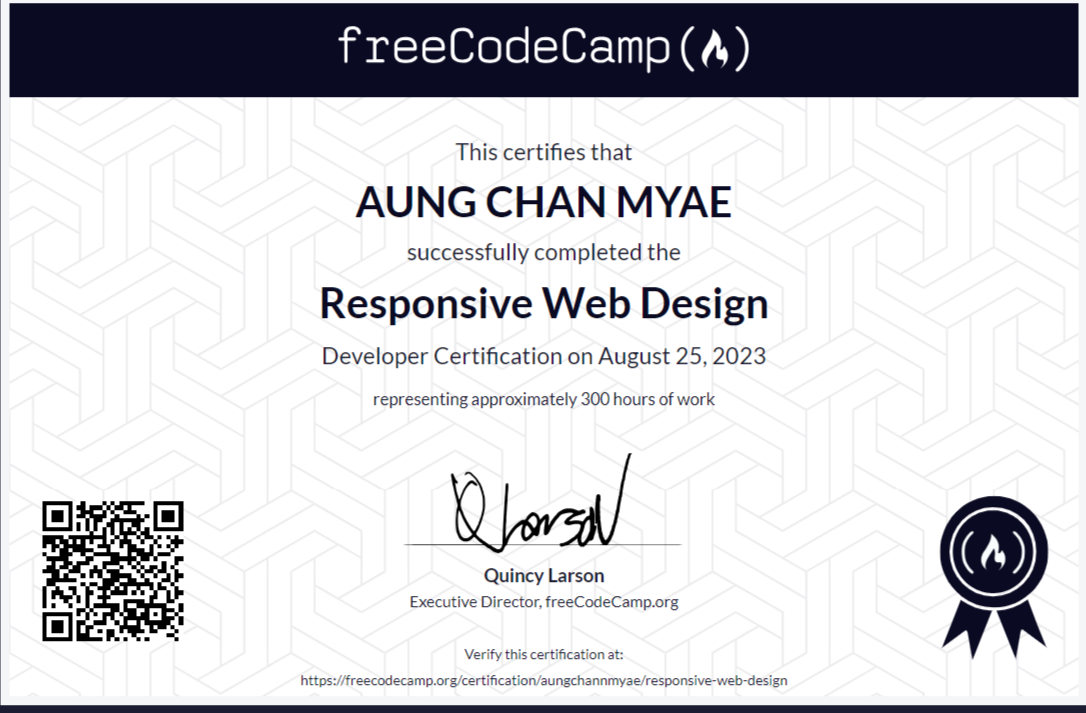 freeCodeCamp
This certifies that
AUNG CHAN MYAE
successfully completed the
Responsive Web Design
Developer Certification on August 25, 2023
representing approximately 300 hours of work
Quincy Larson
Executive Director, freeCodeCamp.org
Verify this certification at:
https://freecodecamp.org/certification/aungchannmyae/responsive-web-design